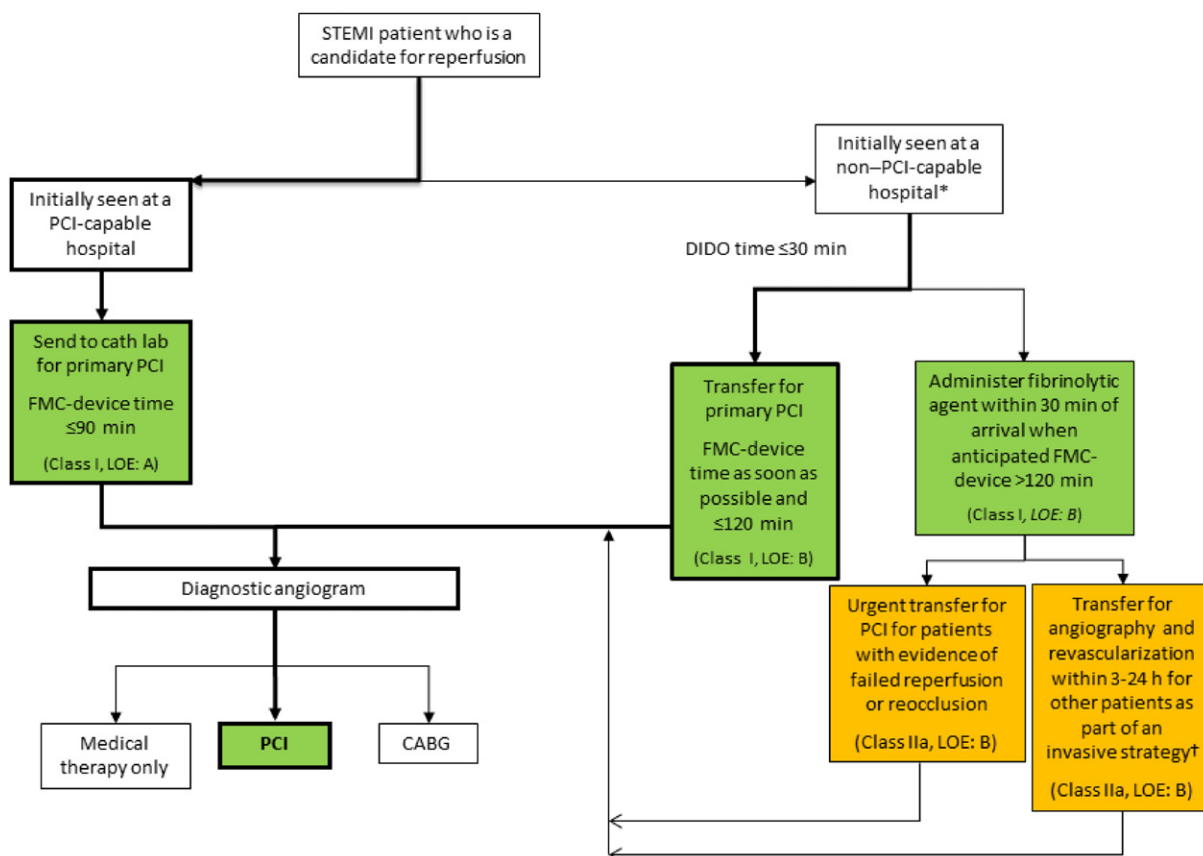 STEMI patient who is a
candidate for reperfusion
Initially seen at a
non–PCI-capable
hospital*
Initially seen at a
PCI-capable
hospital
DIDO time ≤30 min
Send to cath lab
for primary PCI
FMC-device time
≤90 min
(Class I, LOE: A)
Transfer for
primary PCI
FMC-device
time as soon as
possible and
≤120 min
(Class I, LOE: B)
Administer fibrinolytic
agent within 30 min of
arrival when
anticipated FMC-
device >120 min
(Class I, LOE: B)
Diagnostic angiogram
Urgent transfer for
PCI for patients
with evidence of
failed reperfusion
or reocclusion
(Class IIa, LOE: B)
Transfer for
angiography and
revascularization
within 3-24 h for
other patients as
part of an
invasive strategy†
(Class IIa, LOE: B)
Medical
therapy only
PCI
CABG